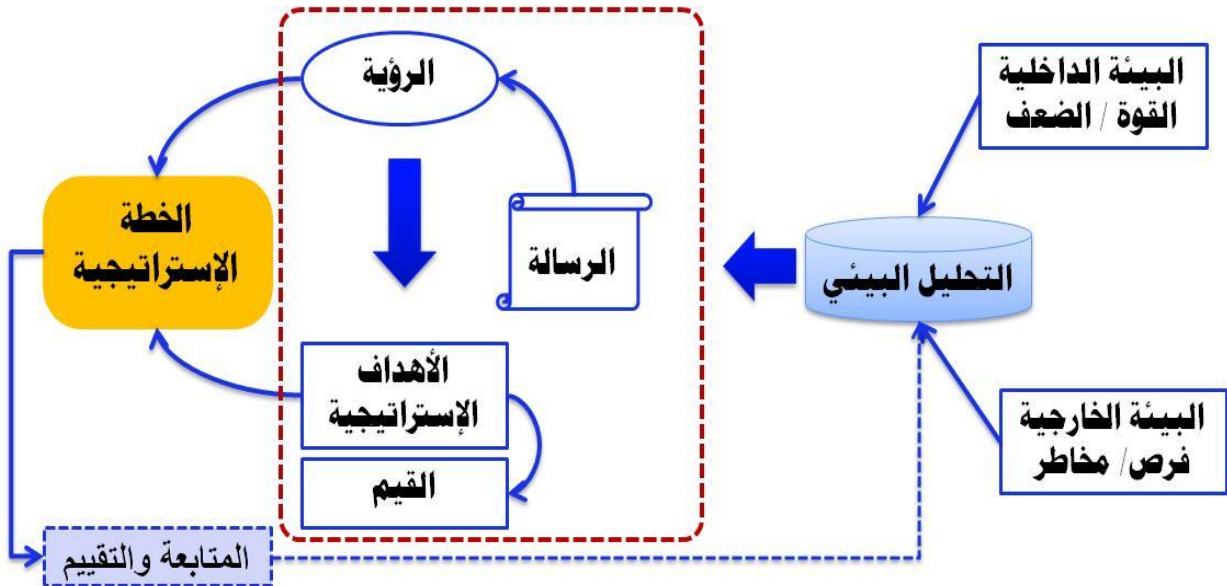 البيئة الداخلية
القوة / الضعف
التحليل البيئي
البيئة الخارجية
فرص/ مخاطر
الرسالة
الرؤية
الأهداف
الإستراتيجية
القيم
الخطة
الإستراتيجية
المتابعة والتقييم